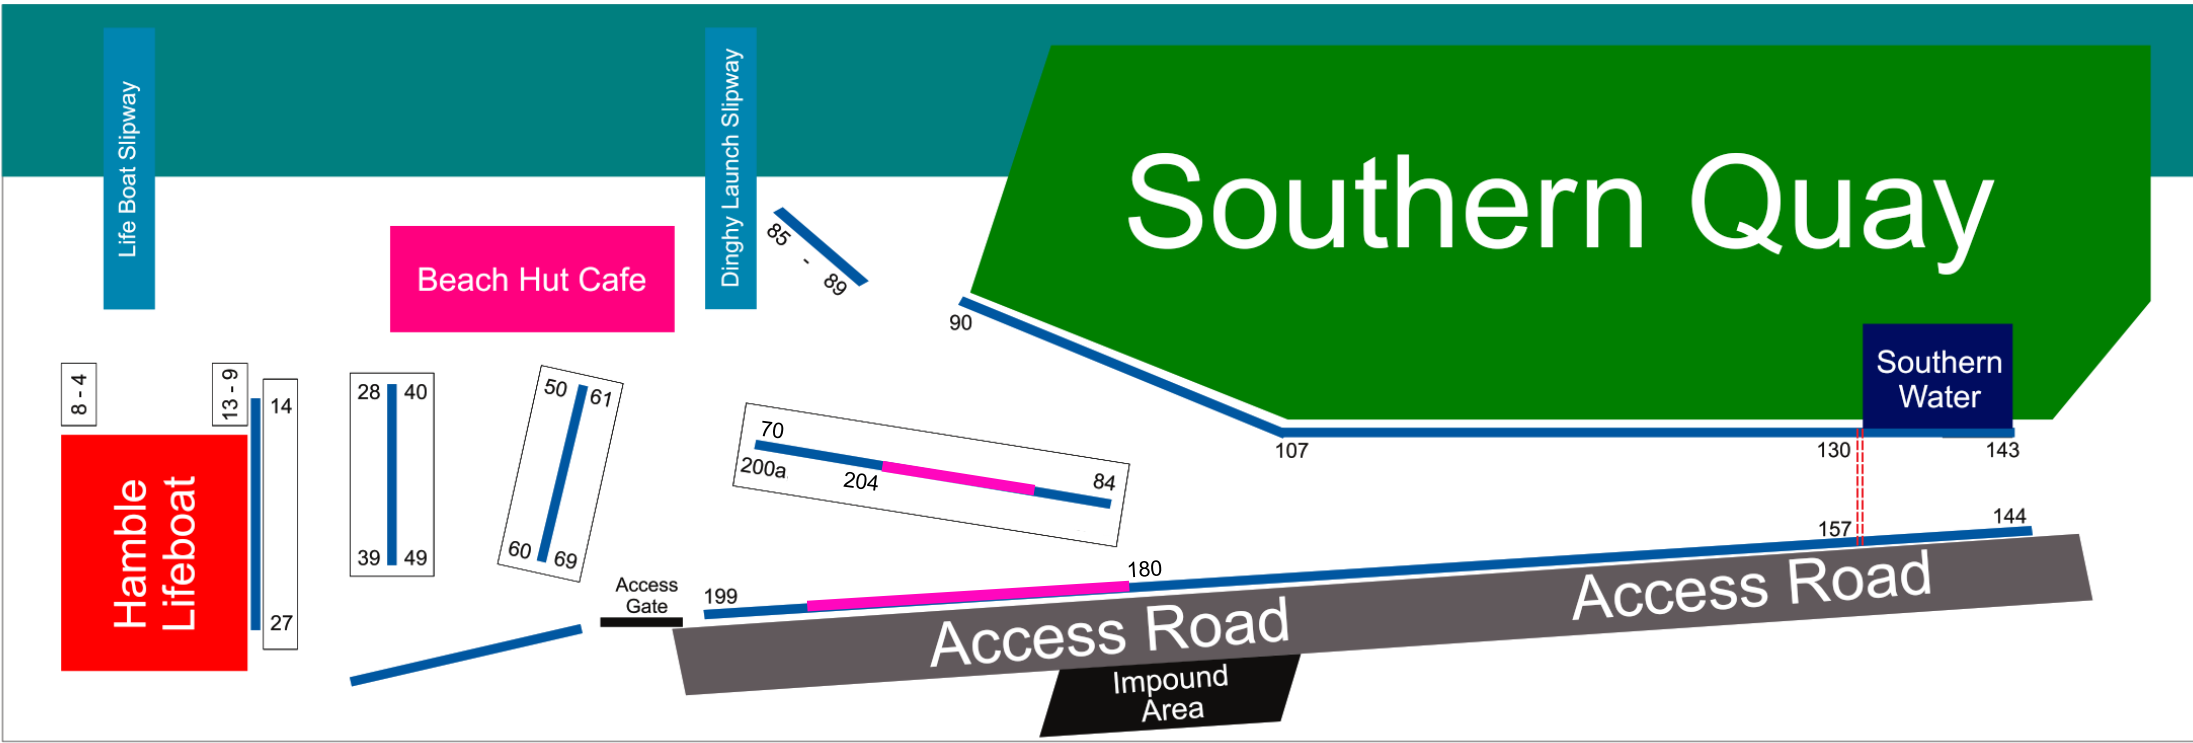 Life Boat Slipway
Dinghy Launch Slipway
Southern Quay
85 - 89
Beach Hut Cafe
90
Southern
Water
8 - 4
13 - 9
14
28 40
50 61
70
200a
204
84
107
130
143
Hamble
Lifeboat
27
39 49
60 69
Access
Gate
199
180
157
144
Access Road
Access Road
Impound
Area